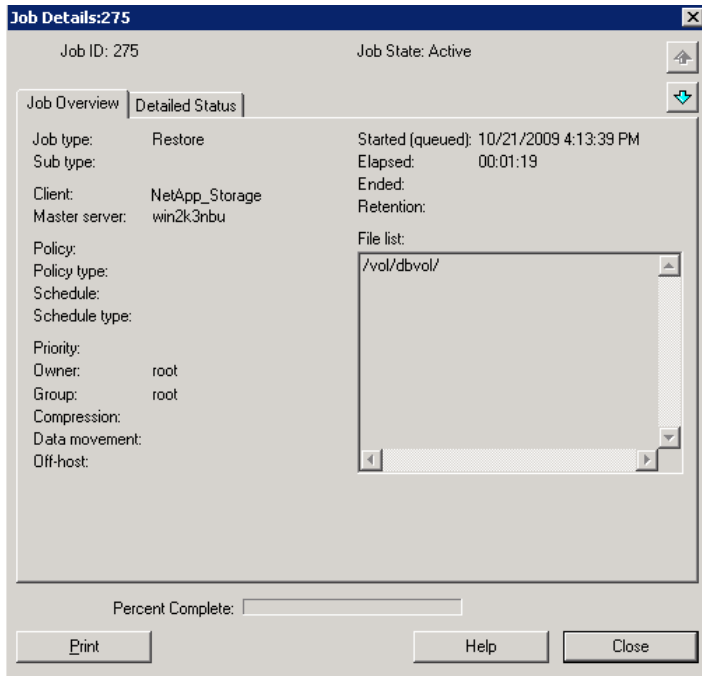 Job Details:275
Job ID: 275
Job State: Active
Job Overview
Detailed Status
Job type: Restore
Sub type:
Client: NetApp_Storage
Master server: win2k3nbu
Policy:
Policy type:
Schedule:
Schedule type:
Priority:
Owner: root
Group: root
Compression:
Data movement:
Off-host:
Started (queued): 10/21/2009 4:13:39 PM
Elapsed: 00:01:19
Ended:
Retention:
File list:
/vol/dbvol/
Percent Complete:
Print
Help
Close